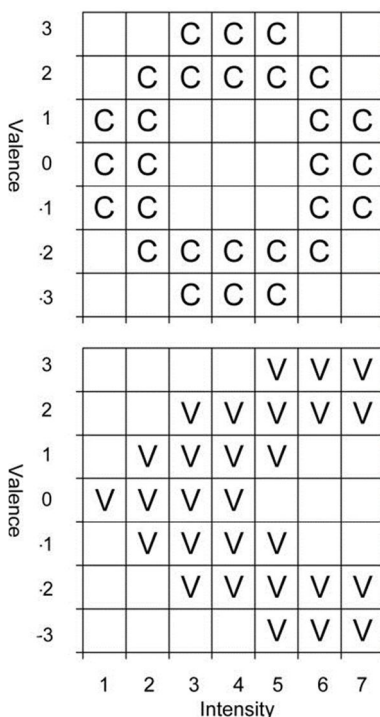 3 C C C
2 C C C C C
1 C C C C
0 C C C C
-1 C C C C
-2 C C C C C
-3 C C C
Valence
3 V V V
2 V V V V V
1 V V V V
0 V V V V
-1 V V V V
-2 V V V V V
-3 V V V
Valence
1 2 3 4 5 6 7
Intensity